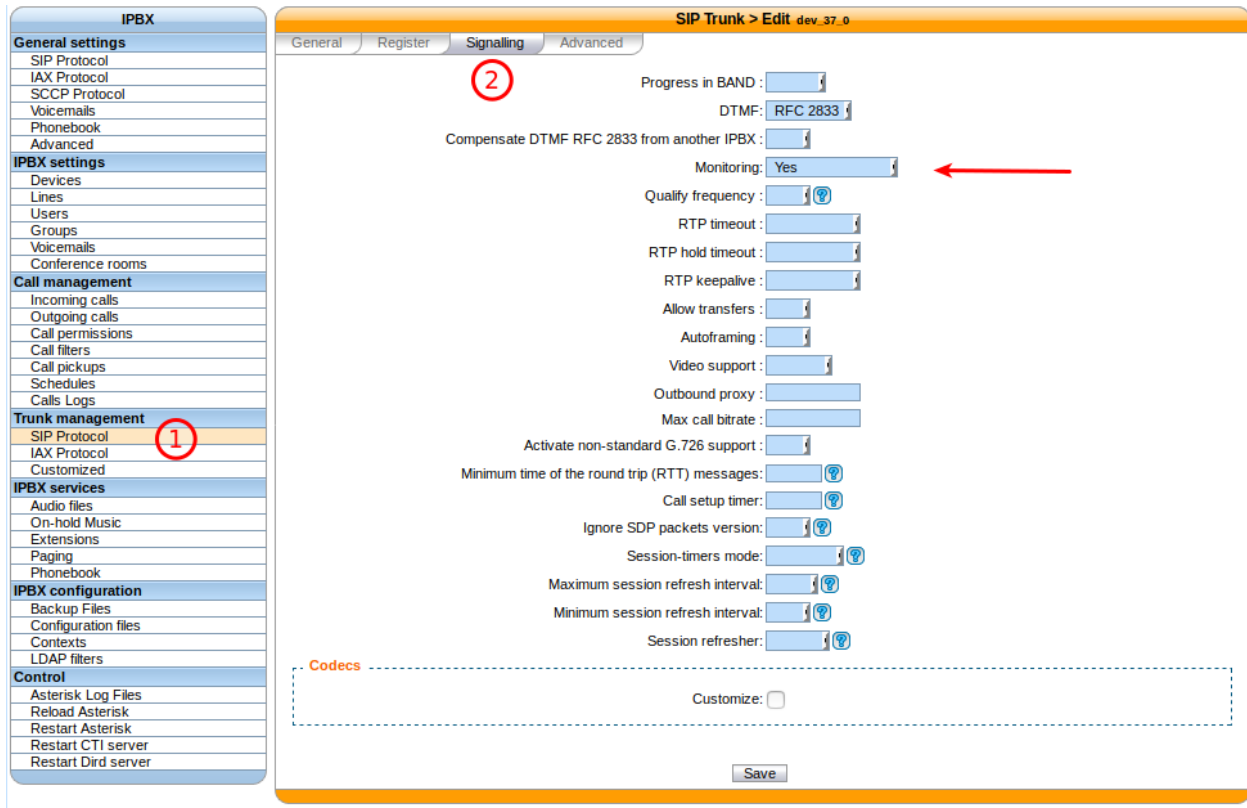 IPBX
General settings
SIP Protocol
IAX Protocol
SCCP Protocol
Voicemails
Phonebook
Advanced
IPBX settings
Devices
Lines
Users
Groups
Voicemails
Conference rooms
Call management
Incoming calls
Outgoing calls
Call permissions
Call filters
Call pickups
Schedules
Calls Logs
Trunk management
SIP Protocol
1
IAX Protocol
Customized
IPBX services
Audio files
On-hold Music
Extensions
Paging
Phonebook
IPBX configuration
Backup Files
Configuration files
Contexts
LDAP filters
Control
Asterisk Log Files
Reload Asterisk
Restart Asterisk
Restart CTI server
Restart Dird server
SIP Trunk > Edit dev_37_0
General Register Signalling Advanced
2
Progress in BAND :
DTMF: RFC 2833
Compensate DTMF RFC 2833 from another IPBX :
Monitoring: Yes
Qualify frequency : ?
RTP timeout :
RTP hold timeout :
RTP keepalive :
Allow transfers :
Autoframing :
Video support :
Outbound proxy :
Max call bitrate :
Activate non-standard G.726 support :
Minimum time of the round trip (RTT) messages: ?
Call setup timer: ?
Ignore SDP packets version: ?
Session-timers mode: ?
Maximum session refresh interval: ?
Minimum session refresh interval: ?
Session refresher: ?
Codecs
Customize:
Save